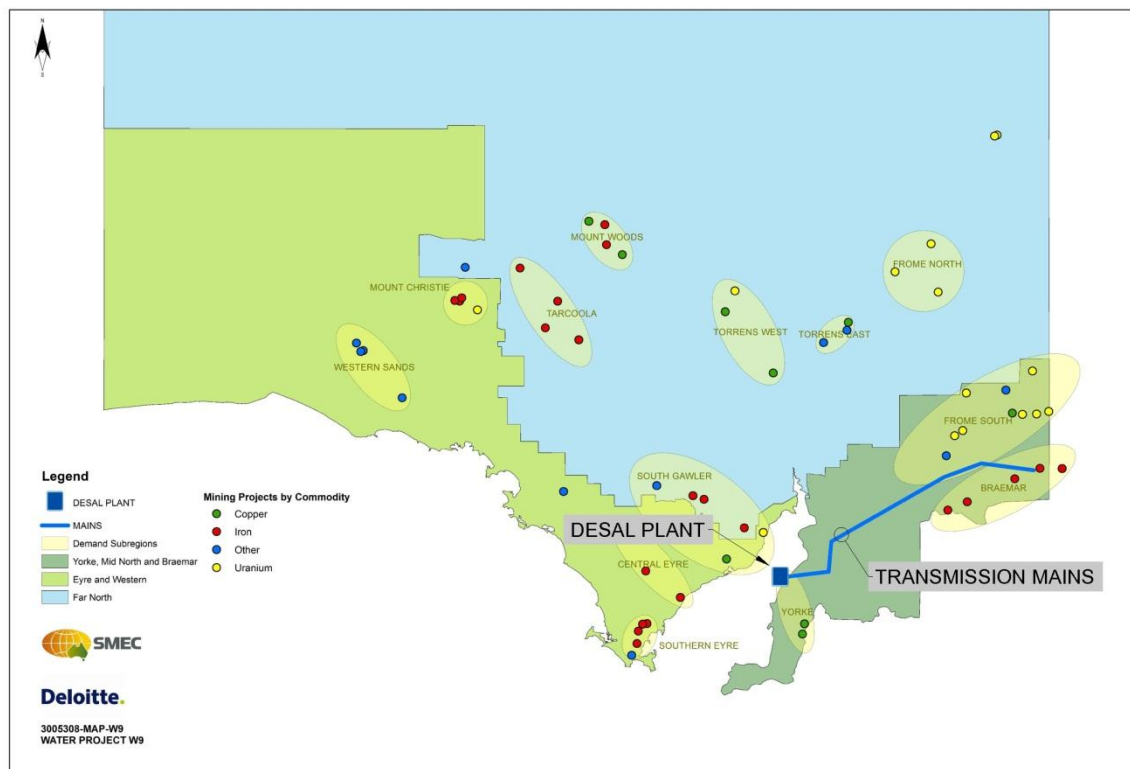 N
S
MOUNT WOODS
FROME NORTH
MOUNT CHRISTIE
TARCOOLA
TORRENS WEST
TORRENS EAST
WESTERN SANDS
FROME SOUTH
SOUTH GAWLER
BRAEMAR
DESAL PLANT
CENTRAL EYRE
TRANSMISSION MAINS
YORKE
SOUTHERN EYRE
Legend
DESAL PLANT
MAINS
Demand Subregions
Yorke, Mid North and Braemar
Eyre and Western
Far North
Mining Projects by Commodity
Copper
Iron
Other
Uranium
SMEC
Deloitte.
3005308-MAP-W9
WATER PROJECT W9